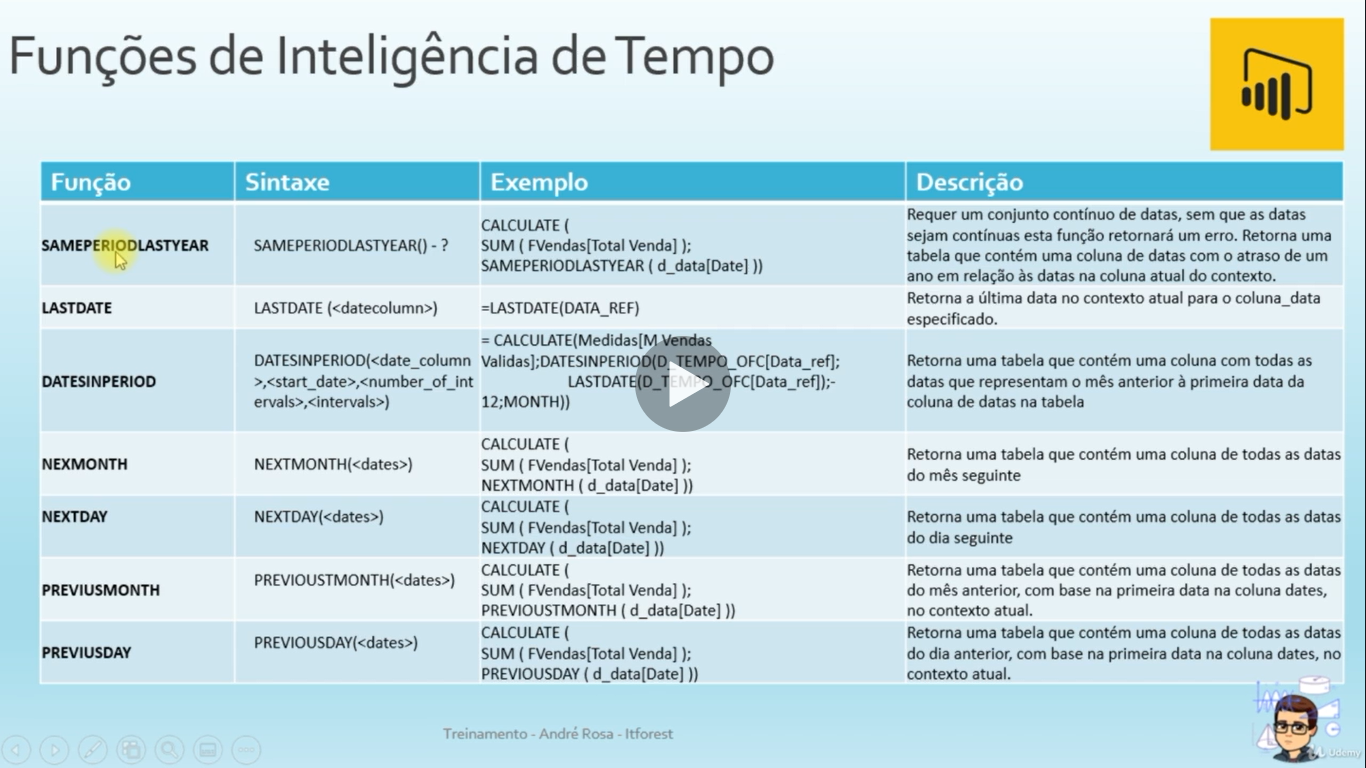 Funções de Inteligência de Tempo
Função
Sintaxe
Exemplo
Descrição
SAMEPERIODLASTYEAR
SAMEPERIODLASTYEAR() - ?
CALCULATE (
SUM ( FVendas[Total Venda] );
SAMEPERIODLASTYEAR ( d_data[Date] ))
Requer um conjunto contínuo de datas, sem que as datas
sejam contínuas esta função retornará um erro. Retorna uma
tabela que contém uma coluna de datas com o atraso de um
ano em relação às datas na coluna atual do contexto.
LASTDATE
LASTDATE (<datecolumn>)
=LASTDATE(DATA_REF)
Retorna a última data no contexto atual para o coluna_data
especificado.
DATESINPERIOD
DATESINPERIOD(<date_column
>,<start_date>,<number_of_int
ervals>,<intervals>)
= CALCULATE(Medidas[M Vendas
Validas];DATESINPERIOD(D_TEMPO_OFC[Data_ref];
LASTDATE(D_TEMPO_OFC[Data_ref]);-
12;MONTH))
Retorna uma tabela que contém uma coluna com todas as
datas que representam o mês anterior à primeira data da
coluna de datas na tabela
NEXMONTH
NEXTMONTH(<dates>)
CALCULATE (
SUM ( FVendas[Total Venda] );
NEXTMONTH ( d_data[Date] ))
Retorna uma tabela que contém uma coluna de todas as datas
do mês seguinte
NEXTDAY
NEXTDAY(<dates>)
CALCULATE (
SUM ( FVendas[Total Venda] );
NEXTDAY ( d_data[Date] ))
Retorna uma tabela que contém uma coluna de todas as datas
do dia seguinte
PREVIUSMONTH
PREVIOUSTMONTH(<dates>)
CALCULATE (
SUM ( FVendas[Total Venda] );
PREVIOUSTMONTH ( d_data[Date] ))
Retorna uma tabela que contém uma coluna de todas as datas
do mês anterior, com base na primeira data na coluna dates,
no contexto atual.
PREVIUSDAY
PREVIOUSDAY(<dates>)
CALCULATE (
SUM ( FVendas[Total Venda] );
PREVIOUSDAY ( d_data[Date] ))
Retorna uma tabela que contém uma coluna de todas as datas
do dia anterior, com base na primeira data na coluna dates, no
contexto atual.
Treinamento - André Rosa - Itforest
Udemy